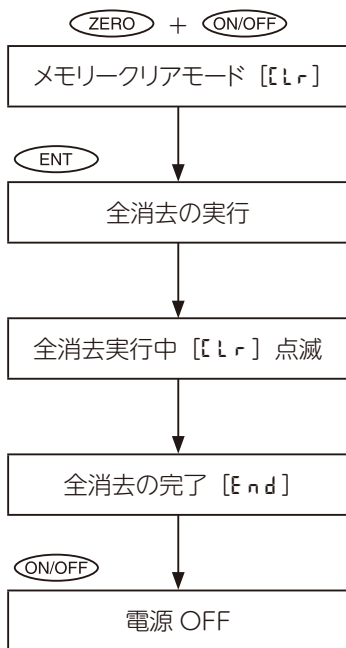 ZERO + ON/OFF
メモリークリアモード [CLr]
ENT
全消去の実行
全消去実行中 [CLr] 点滅
全消去の完了 [End]
ON/OFF
電源 OFF